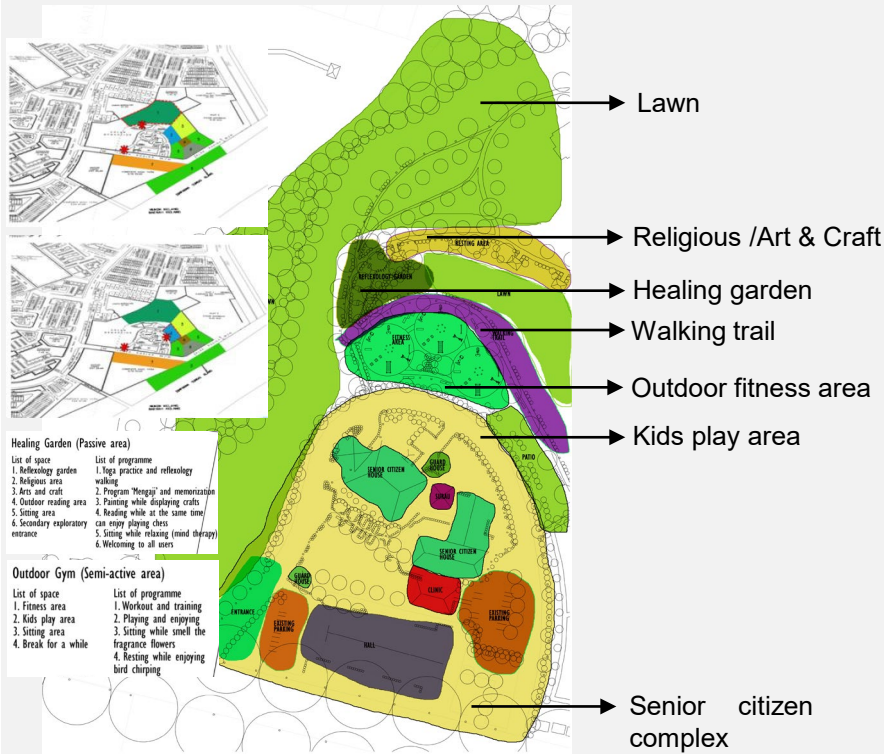 Lawn
Religious /Art & Craft
RESTING AREA
Healing garden
REFLEXOLOGY GARDEN
LAWN
Walking trail
WALKING TRAIL
FITNESS AREA
Outdoor fitness area
Kids play area
PATIO
SENIOR CITIZEN HOUSE
GUARD HOUSE
SURAU
SENIOR CITIZEN HOUSE
CLINIC
GUARD HOUSE
ENTRANCE
EXISTING PARKING
EXISTING PARKING
HALL
Senior citizen
complex
Healing Garden (Passive area)
List of space
1. Reflexology garden
2. Religious area
3. Arts and craft
4. Outdoor reading area
5. Sitting area
6. Secondary exploratory
entrance
List of programme
1. Yoga practice and reflexology
walking
2. Program 'Mengaji' and memorization
3. Painting while displaying crafts
4. Reading while at the same time
can enjoy playing chess
5. Sitting while relaxing (mind therapy)
6. Welcoming to all users
Outdoor Gym (Semi-active area)
List of space
1. Fitness area
2. Kids play area
3. Sitting area
4. Break for a while
List of programme
1. Workout and training
2. Playing and enjoying
3. Sitting while smell the
fragrance flowers
4. Resting while enjoying
bird chirping